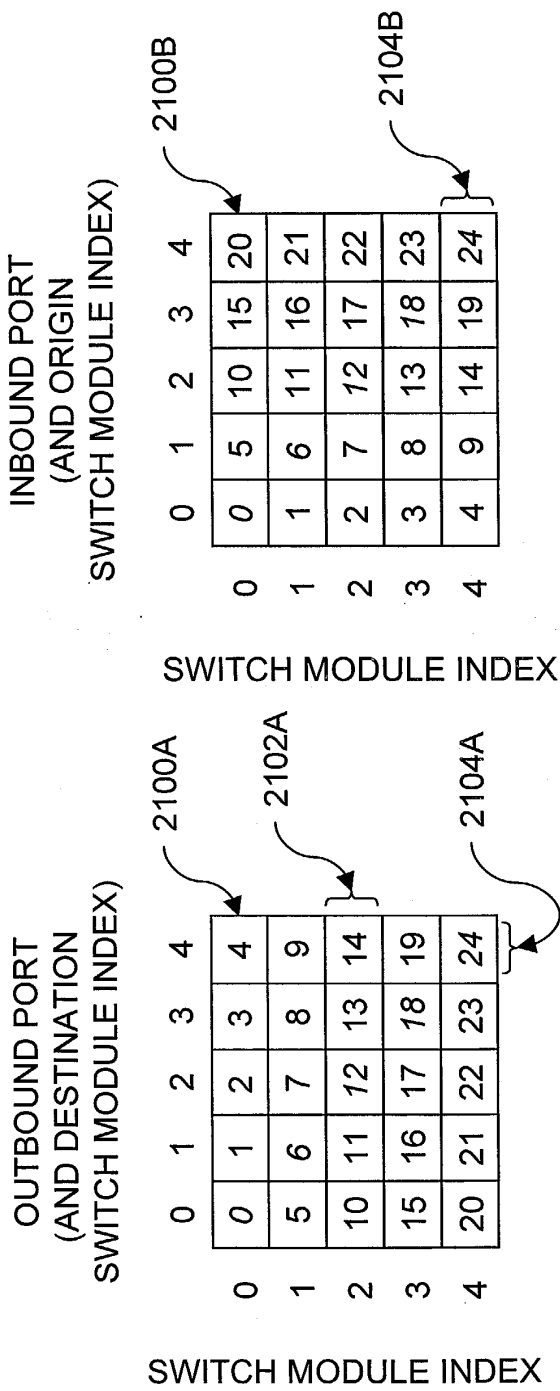 OUTBOUND PORT
(AND DESTINATION
SWITCH MODULE INDEX)
0 1 2 3 4
SWITCH MODULE INDEX
0 0 1 2 3 4
1 5 6 7 8 9
2 10 11 12 13 14
3 15 16 17 18 19
4 20 21 22 23 24
2100A
2102A
2104A
INBOUND PORT
(AND ORIGIN
SWITCH MODULE INDEX)
0 1 2 3 4
SWITCH MODULE INDEX
0 0 5 10 15 20
1 1 6 11 16 21
2 2 7 12 17 22
3 3 8 13 18 23
4 4 9 14 19 24
2100B
2104B